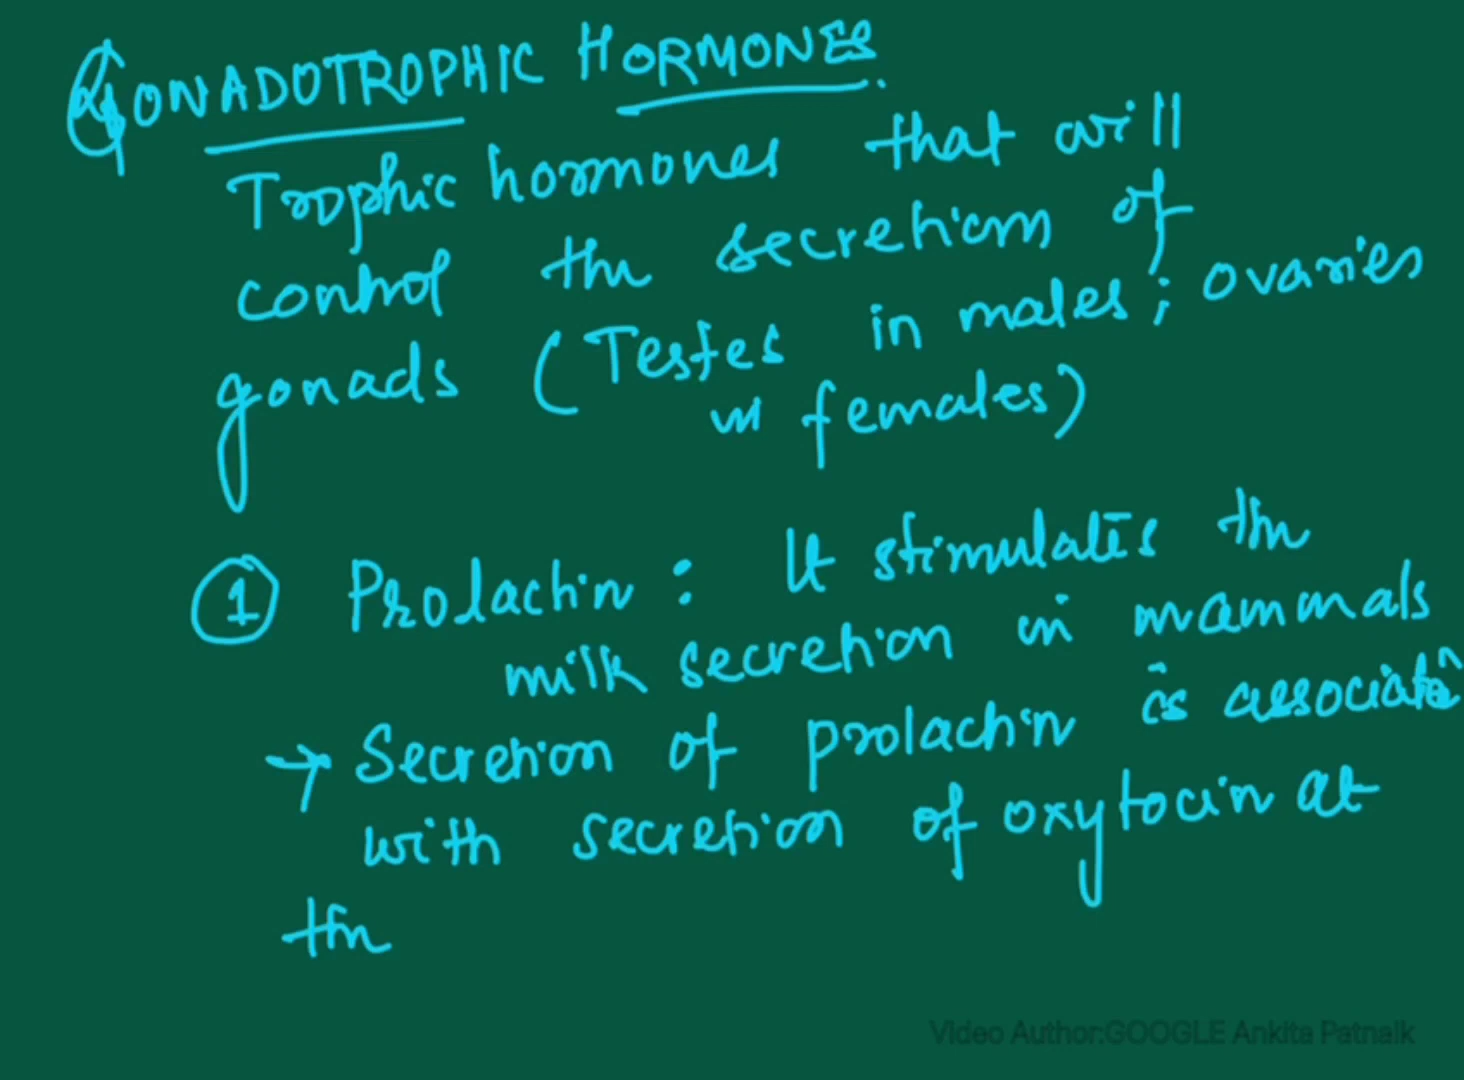 GONADOTROPHIC HORMONES.
Trophic hormones that will
control the secretion of
gonads (Testes in males; ovaries
in females)
① Prolactin: It stimulates the
milk secretion in mammals
→ Secretion of prolactin is associated
with secretion of oxytocin at
the
Video Author:GOOGLE Ankita Patnaik